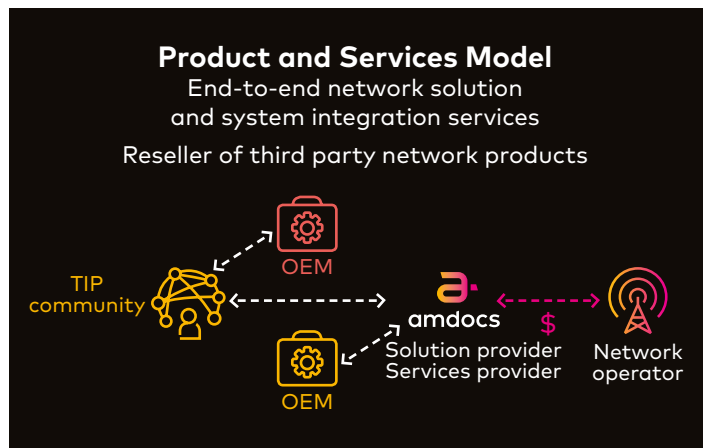 Product and Services Model
End-to-end network solution
and system integration services
Reseller of third party network products
OEM
TIP
community
amdocs
$
OEM
Solution provider
Services provider
Network
operator